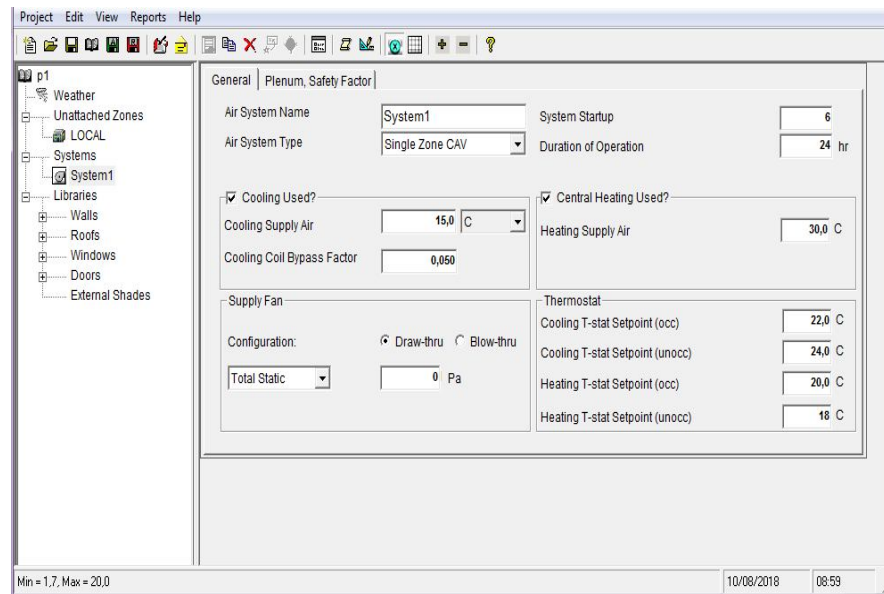 Project Edit View Reports Help
p1
Weather
Unattached Zones
LOCAL
Systems
System1
Libraries
Walls
Roofs
Windows
Doors
External Shades
General Plenum, Safety Factor
Air System Name System1
Air System Type Single Zone CAV
System Startup 6
Duration of Operation 24 hr
Cooling Used?
Cooling Supply Air 15,0 C
Cooling Coil Bypass Factor 0,050
Central Heating Used?
Heating Supply Air 30,0 C
Supply Fan
Configuration: Draw-thru Blow-thru
Total Static 0 Pa
Thermostat
Cooling T-stat Setpoint (occ) 22,0 C
Cooling T-stat Setpoint (unocc) 24,0 C
Heating T-stat Setpoint (occ) 20,0 C
Heating T-stat Setpoint (unocc) 18 C
Min = 1,7, Max = 20,0 10/08/2018 08:59